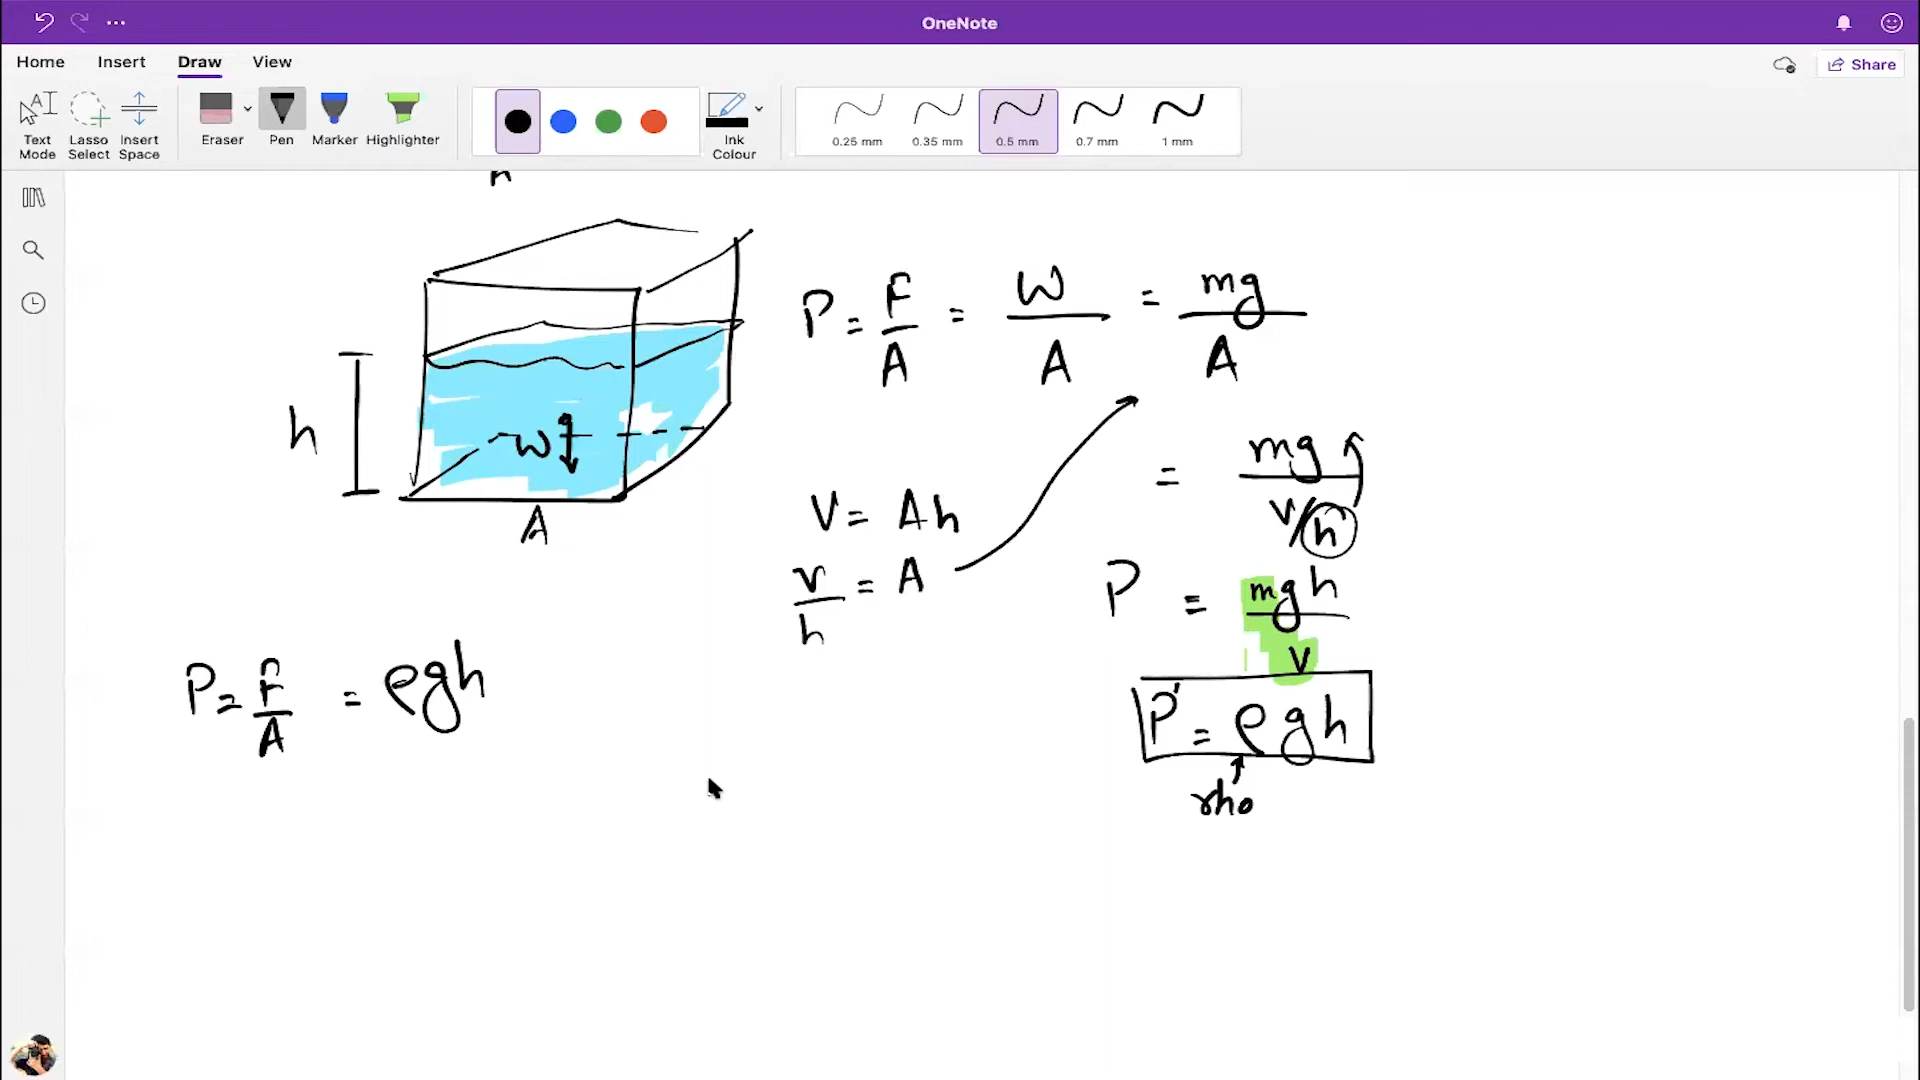 OneNote
Home Insert Draw View
Share
Text Mode
Lasso Select
Insert Space
Eraser
Pen
Marker
Highlighter
Ink Colour
0.25 mm
0.35 mm
0.5 mm
0.7 mm
1 mm
P = F/A = W/A = mg/A
h
W
A
= mg / V/h
V = Ah
v/h = A
P = mgh / V
P = F/A = ρgh
P = ρgh
rho